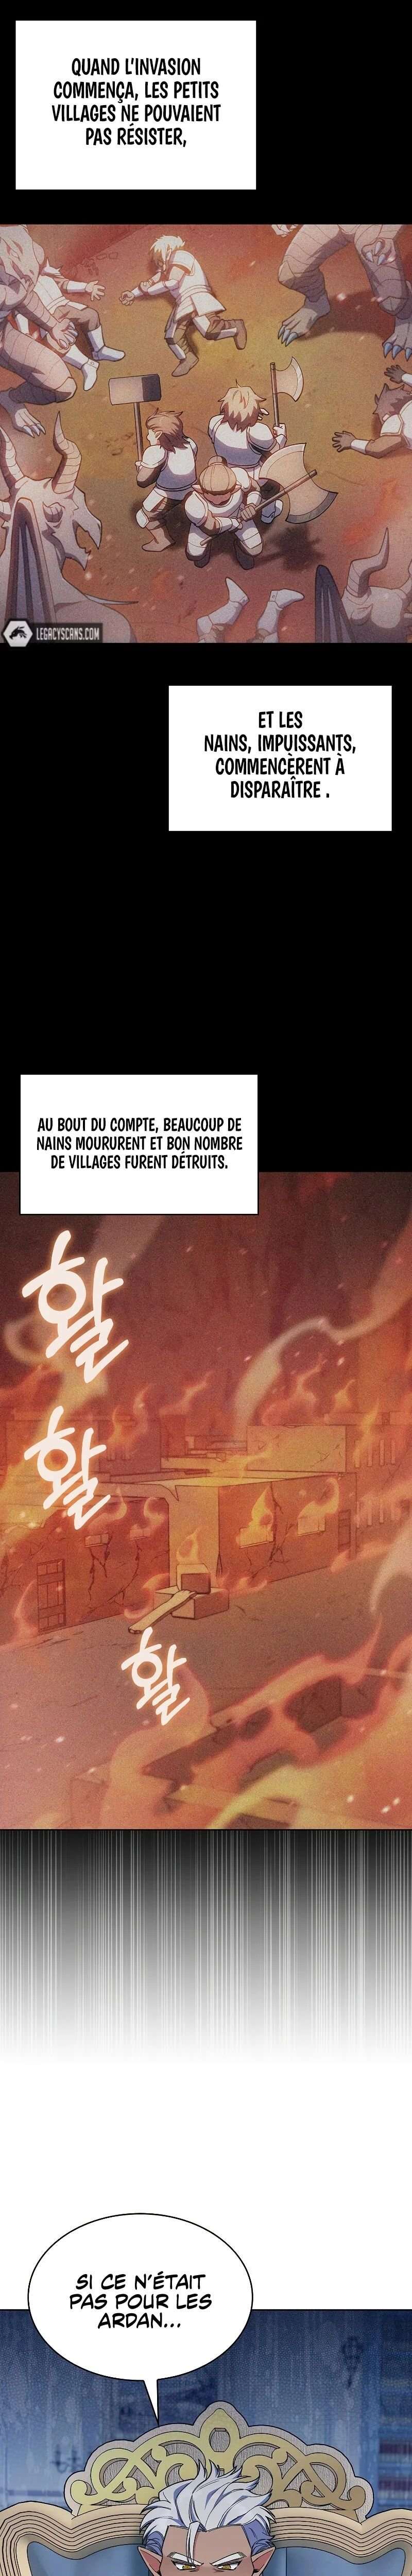 QUAND L'INVASION
COMMENÇA, LES PETITS
VILLAGES NE POUVAIENT
PAS RÉSISTER,
LEGACYSCANS.COM
ET LES
NAINS, IMPUISSANTS,
COMMENCÈRENT À
DISPARAÎTRE .
AU BOUT DU COMPTE, BEAUCOUP DE
NAINS MOURURENT ET BON NOMBRE
DE VILLAGES FURENT DÉTRUITS.
활
활
활
SI CE N'ÉTAIT
PAS POUR LES
ARDAN...